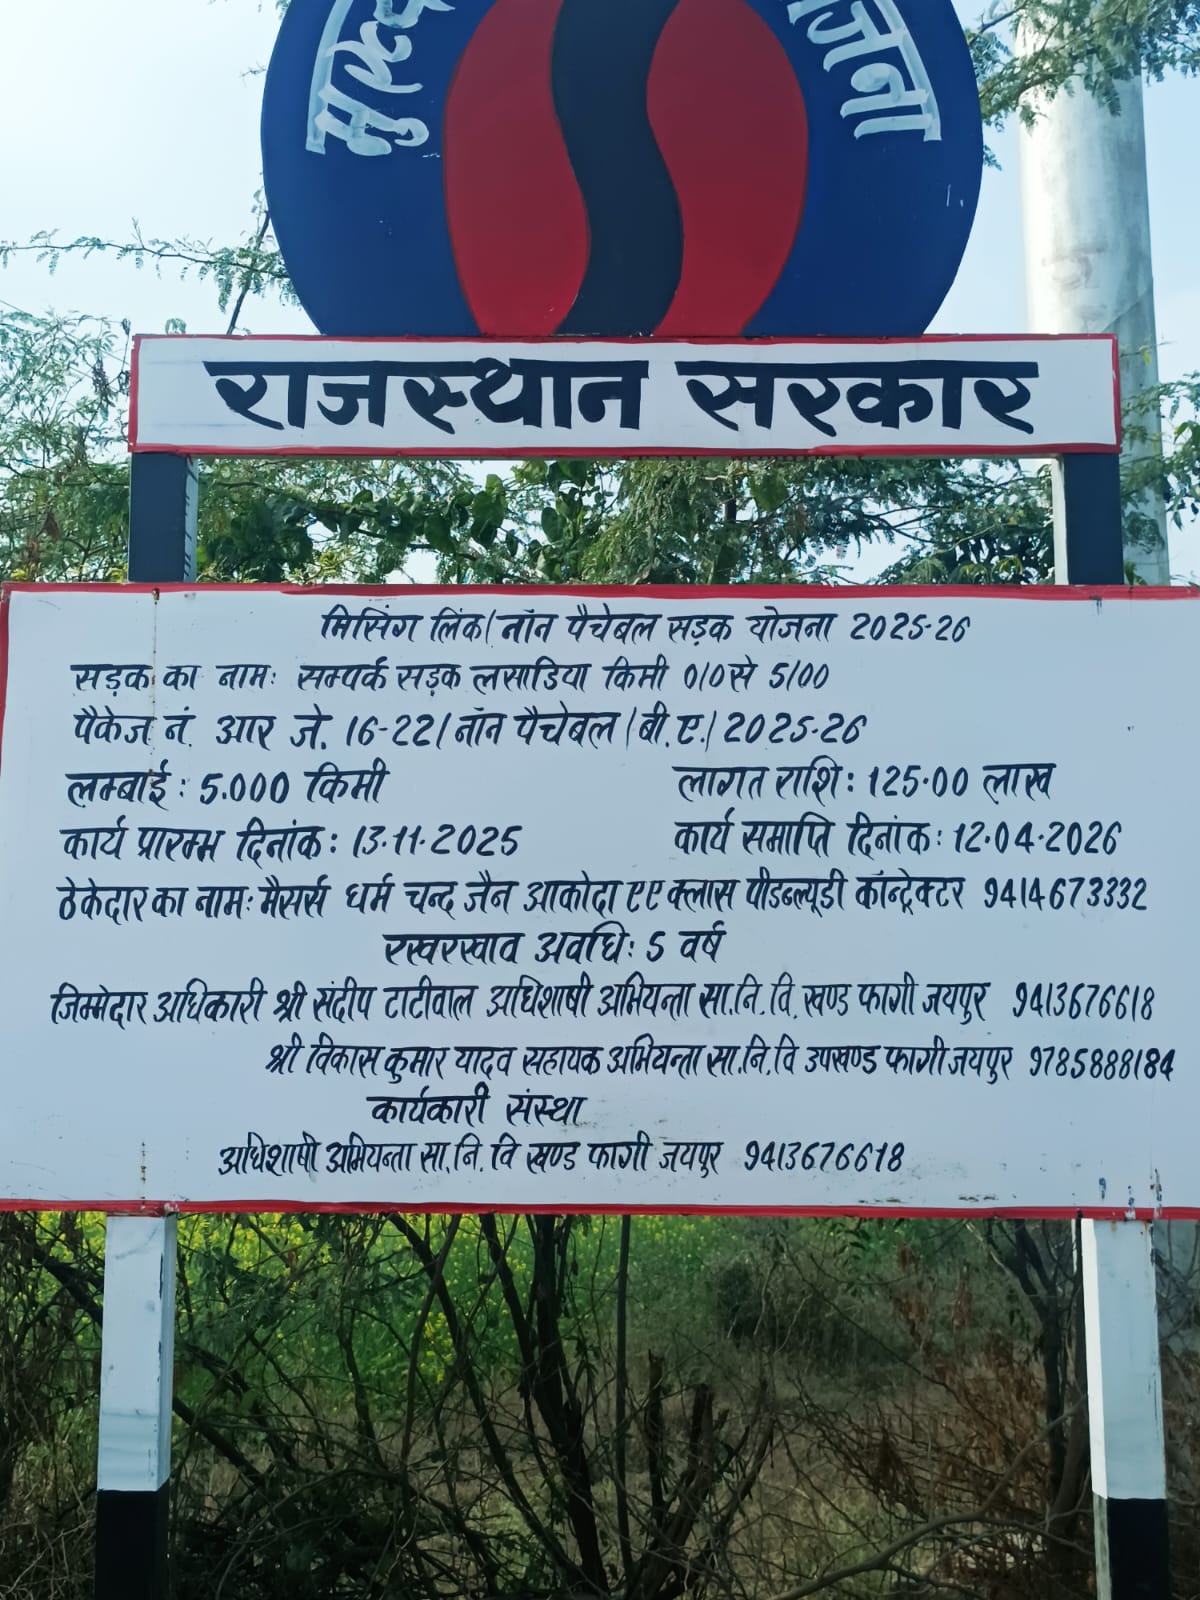 राजस्थान सरकार
मिसिंग लिंक/नॉन पैचेबल सड़क योजना 2025-26
सड़क का नाम: सम्पर्क सड़क लसाडिया किमी 0/0 से 5/00
पैकेज नं. आर जे. 16-22/नॉन पैचेबल/बी.ए./2025-26
लम्बाई: 5.000 किमी लागत राशि: 125.00 लाख
कार्य प्रारम्भ दिनांक: 13.11.2025 कार्य समाप्ति दिनांक: 12.04.2026
ठेकेदार का नाम: मैसर्स धर्म चन्द जैन आकोदा ए ए क्लास पीडब्ल्यूडी कॉन्ट्रेक्टर 9414673332
रखरखाव अवधि: 5 वर्ष
जिम्मेदार अधिकारी श्री संदीप टाटीवाल अधिशाषी अभियन्ता सा.नि.वि. खण्ड फागी जयपुर 9413676618
श्री विकास कुमार यादव सहायक अभियन्ता सा.नि.वि उपखण्ड फागी जयपुर 9785888184
कार्यकारी संस्था
अधिशाषी अभियन्ता सा.नि.वि खण्ड फागी जयपुर 9413676618